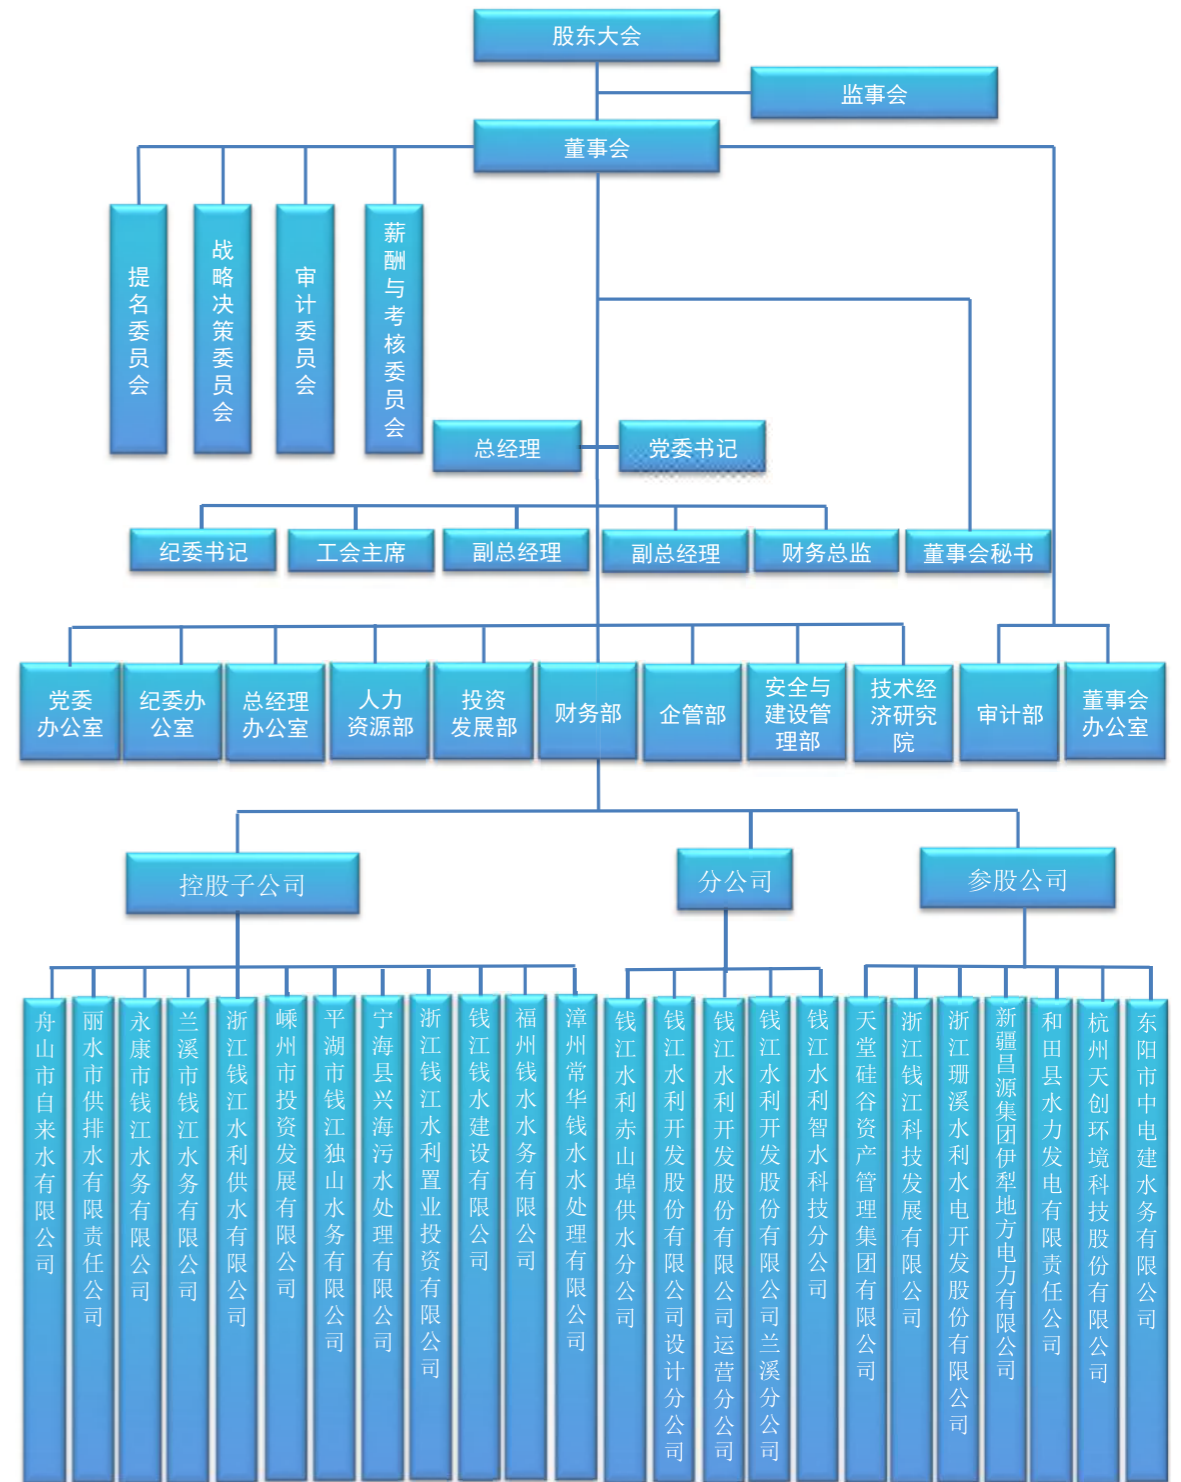 股东大会
监事会
董事会
提名委员会
战略决策委员会
审计委员会
薪酬与考核委员会
总经理
党委书记
纪委书记
工会主席
副总经理
副总经理
财务总监
董事会秘书
党委
办公室
纪委办
公室
总经理
办公室
人力
资源部
投资
发展部
财务部
企管部
安全与
建设管
理部
技术经
济研究
院
审计部
董事会
办公室
控股子公司
分公司
参股公司
舟山市自来水有限公司
丽水市供排水有限责任公司
永康市钱江水务有限公司
兰溪市钱江水务有限公司
浙江钱江水利供水有限公司
嵊州市投资发展有限公司
平湖市钱江独山水务有限公司
宁海县兴海污水处理有限公司
浙江钱江水利置业投资有限公司
钱江钱水建设有限公司
福州钱水水务有限公司
漳州常华钱水水处理有限公司
钱江水利赤山埠供水分公司
钱江水利开发股份有限公司设计分公司
钱江水利开发股份有限公司运营分公司
钱江水利开发股份有限公司兰溪分公司
钱江水利智水科技分公司
天堂硅谷资产管理集团有限公司
浙江钱江科技发展有限公司
浙江珊溪水利水电开发股份有限公司
新疆昌源集团伊犁地方电力有限公司
和田县水力发电有限责任公司
杭州天创环境科技股份有限公司
东阳市中电建水务有限公司